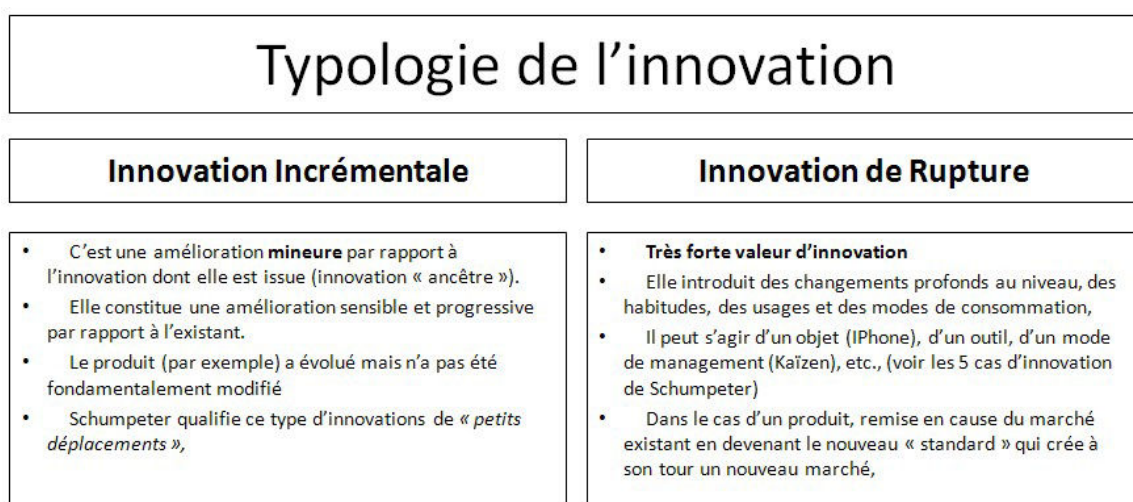 Typologie de l’innovation
Innovation Incrémentale
• C’est une amélioration mineure par rapport à
l’innovation dont elle est issue (innovation « ancêtre »).
• Elle constitue une amélioration sensible et progressive
par rapport à l’existant.
• Le produit (par exemple) a évolué mais n’a pas été
fondamentalement modifié
• Schumpeter qualifie ce type d’innovations de « petits
déplacements »,
Innovation de Rupture
• Très forte valeur d’innovation
• Elle introduit des changements profonds au niveau, des
habitudes, des usages et des modes de consommation,
• Il peut s’agir d’un objet (IPhone), d’un outil, d’un mode
de management (Kaïzen), etc., (voir les 5 cas d’innovation
de Schumpeter)
• Dans le cas d’un produit, remise en cause du marché
existant en devenant le nouveau « standard » qui crée à
son tour un nouveau marché,